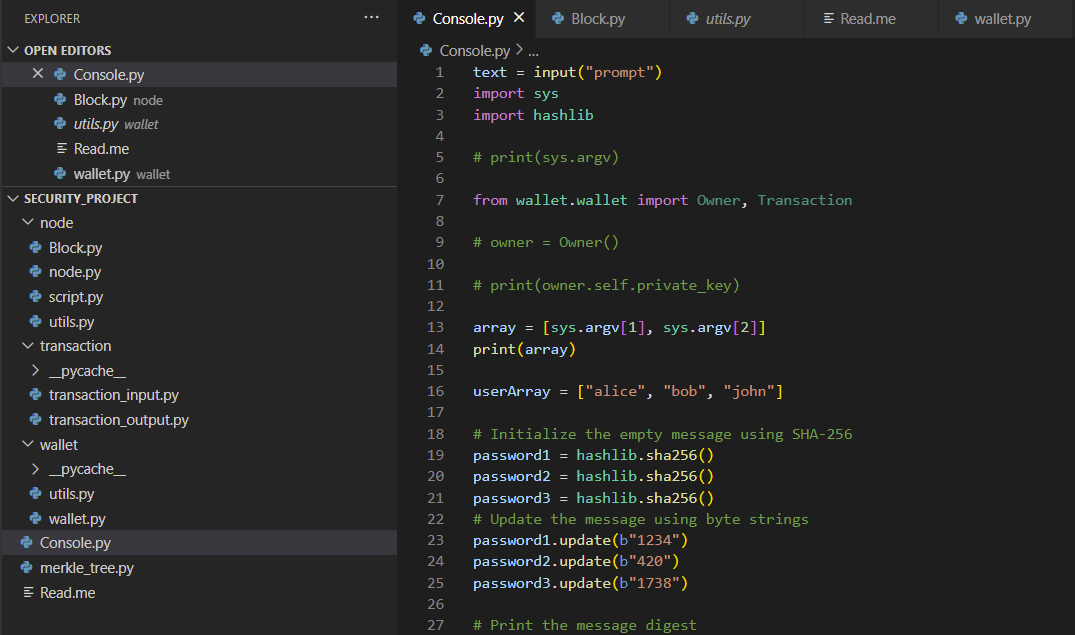 EXPLORER
...
OPEN EDITORS
Console.py
Block.py node
utils.py wallet
Read.me
wallet.py wallet
SECURITY_PROJECT
node
Block.py
node.py
script.py
utils.py
transaction
__pycache__
transaction_input.py
transaction_output.py
wallet
__pycache__
utils.py
wallet.py
Console.py
merkle_tree.py
Read.me
Console.py Block.py utils.py Read.me wallet.py
Console.py > ...
1 text = input("prompt")
2 import sys
3 import hashlib
4
5 # print(sys.argv)
6
7 from wallet.wallet import Owner, Transaction
8
9 # owner = Owner()
10
11 # print(owner.self.private_key)
12
13 array = [sys.argv[1], sys.argv[2]]
14 print(array)
15
16 userArray = ["alice", "bob", "john"]
17
18 # Initialize the empty message using SHA-256
19 password1 = hashlib.sha256()
20 password2 = hashlib.sha256()
21 password3 = hashlib.sha256()
22 # Update the message using byte strings
23 password1.update(b"1234")
24 password2.update(b"420")
25 password3.update(b"1738")
26
27 # Print the message digest